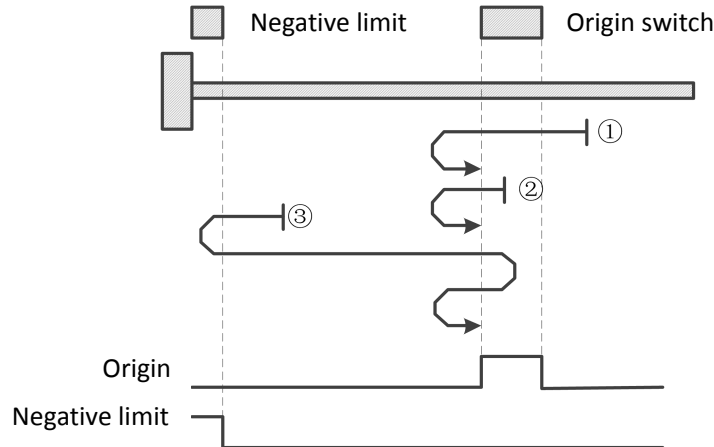 Negative limit
Origin switch
①
②
③
Origin
Negative limit